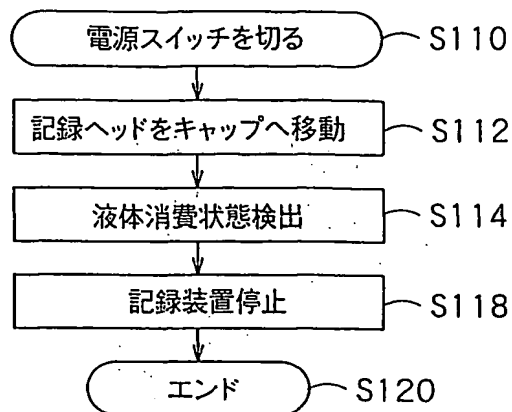 電源スイッチを切る S110
記録ヘッドをキャップへ移動 S112
液体消費状態検出 S114
記録装置停止 S118
エンド S120